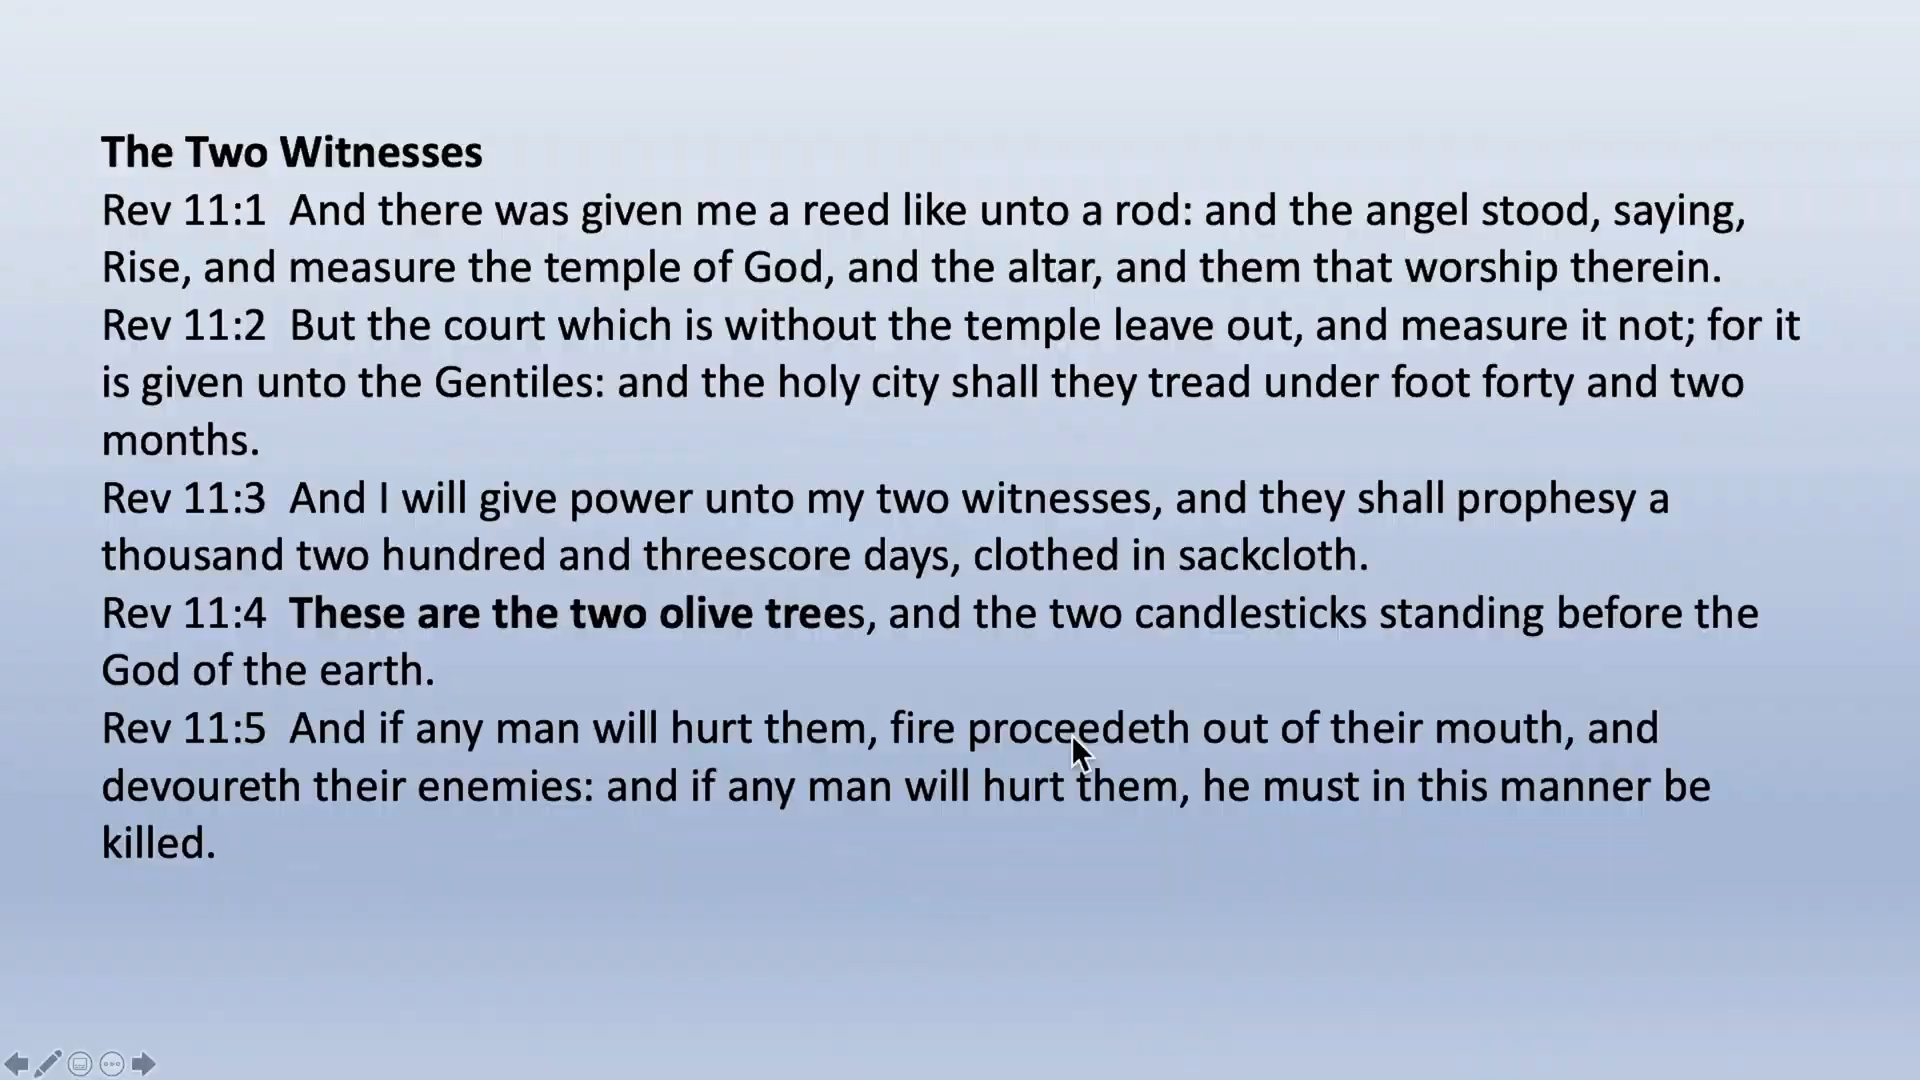 The Two Witnesses
Rev 11:1  And there was given me a reed like unto a rod: and the angel stood, saying,
Rise, and measure the temple of God, and the altar, and them that worship therein.
Rev 11:2  But the court which is without the temple leave out, and measure it not; for it
is given unto the Gentiles: and the holy city shall they tread under foot forty and two
months.
Rev 11:3  And I will give power unto my two witnesses, and they shall prophesy a
thousand two hundred and threescore days, clothed in sackcloth.
Rev 11:4  These are the two olive trees, and the two candlesticks standing before the
God of the earth.
Rev 11:5  And if any man will hurt them, fire proceedeth out of their mouth, and
devoureth their enemies: and if any man will hurt them, he must in this manner be
killed.